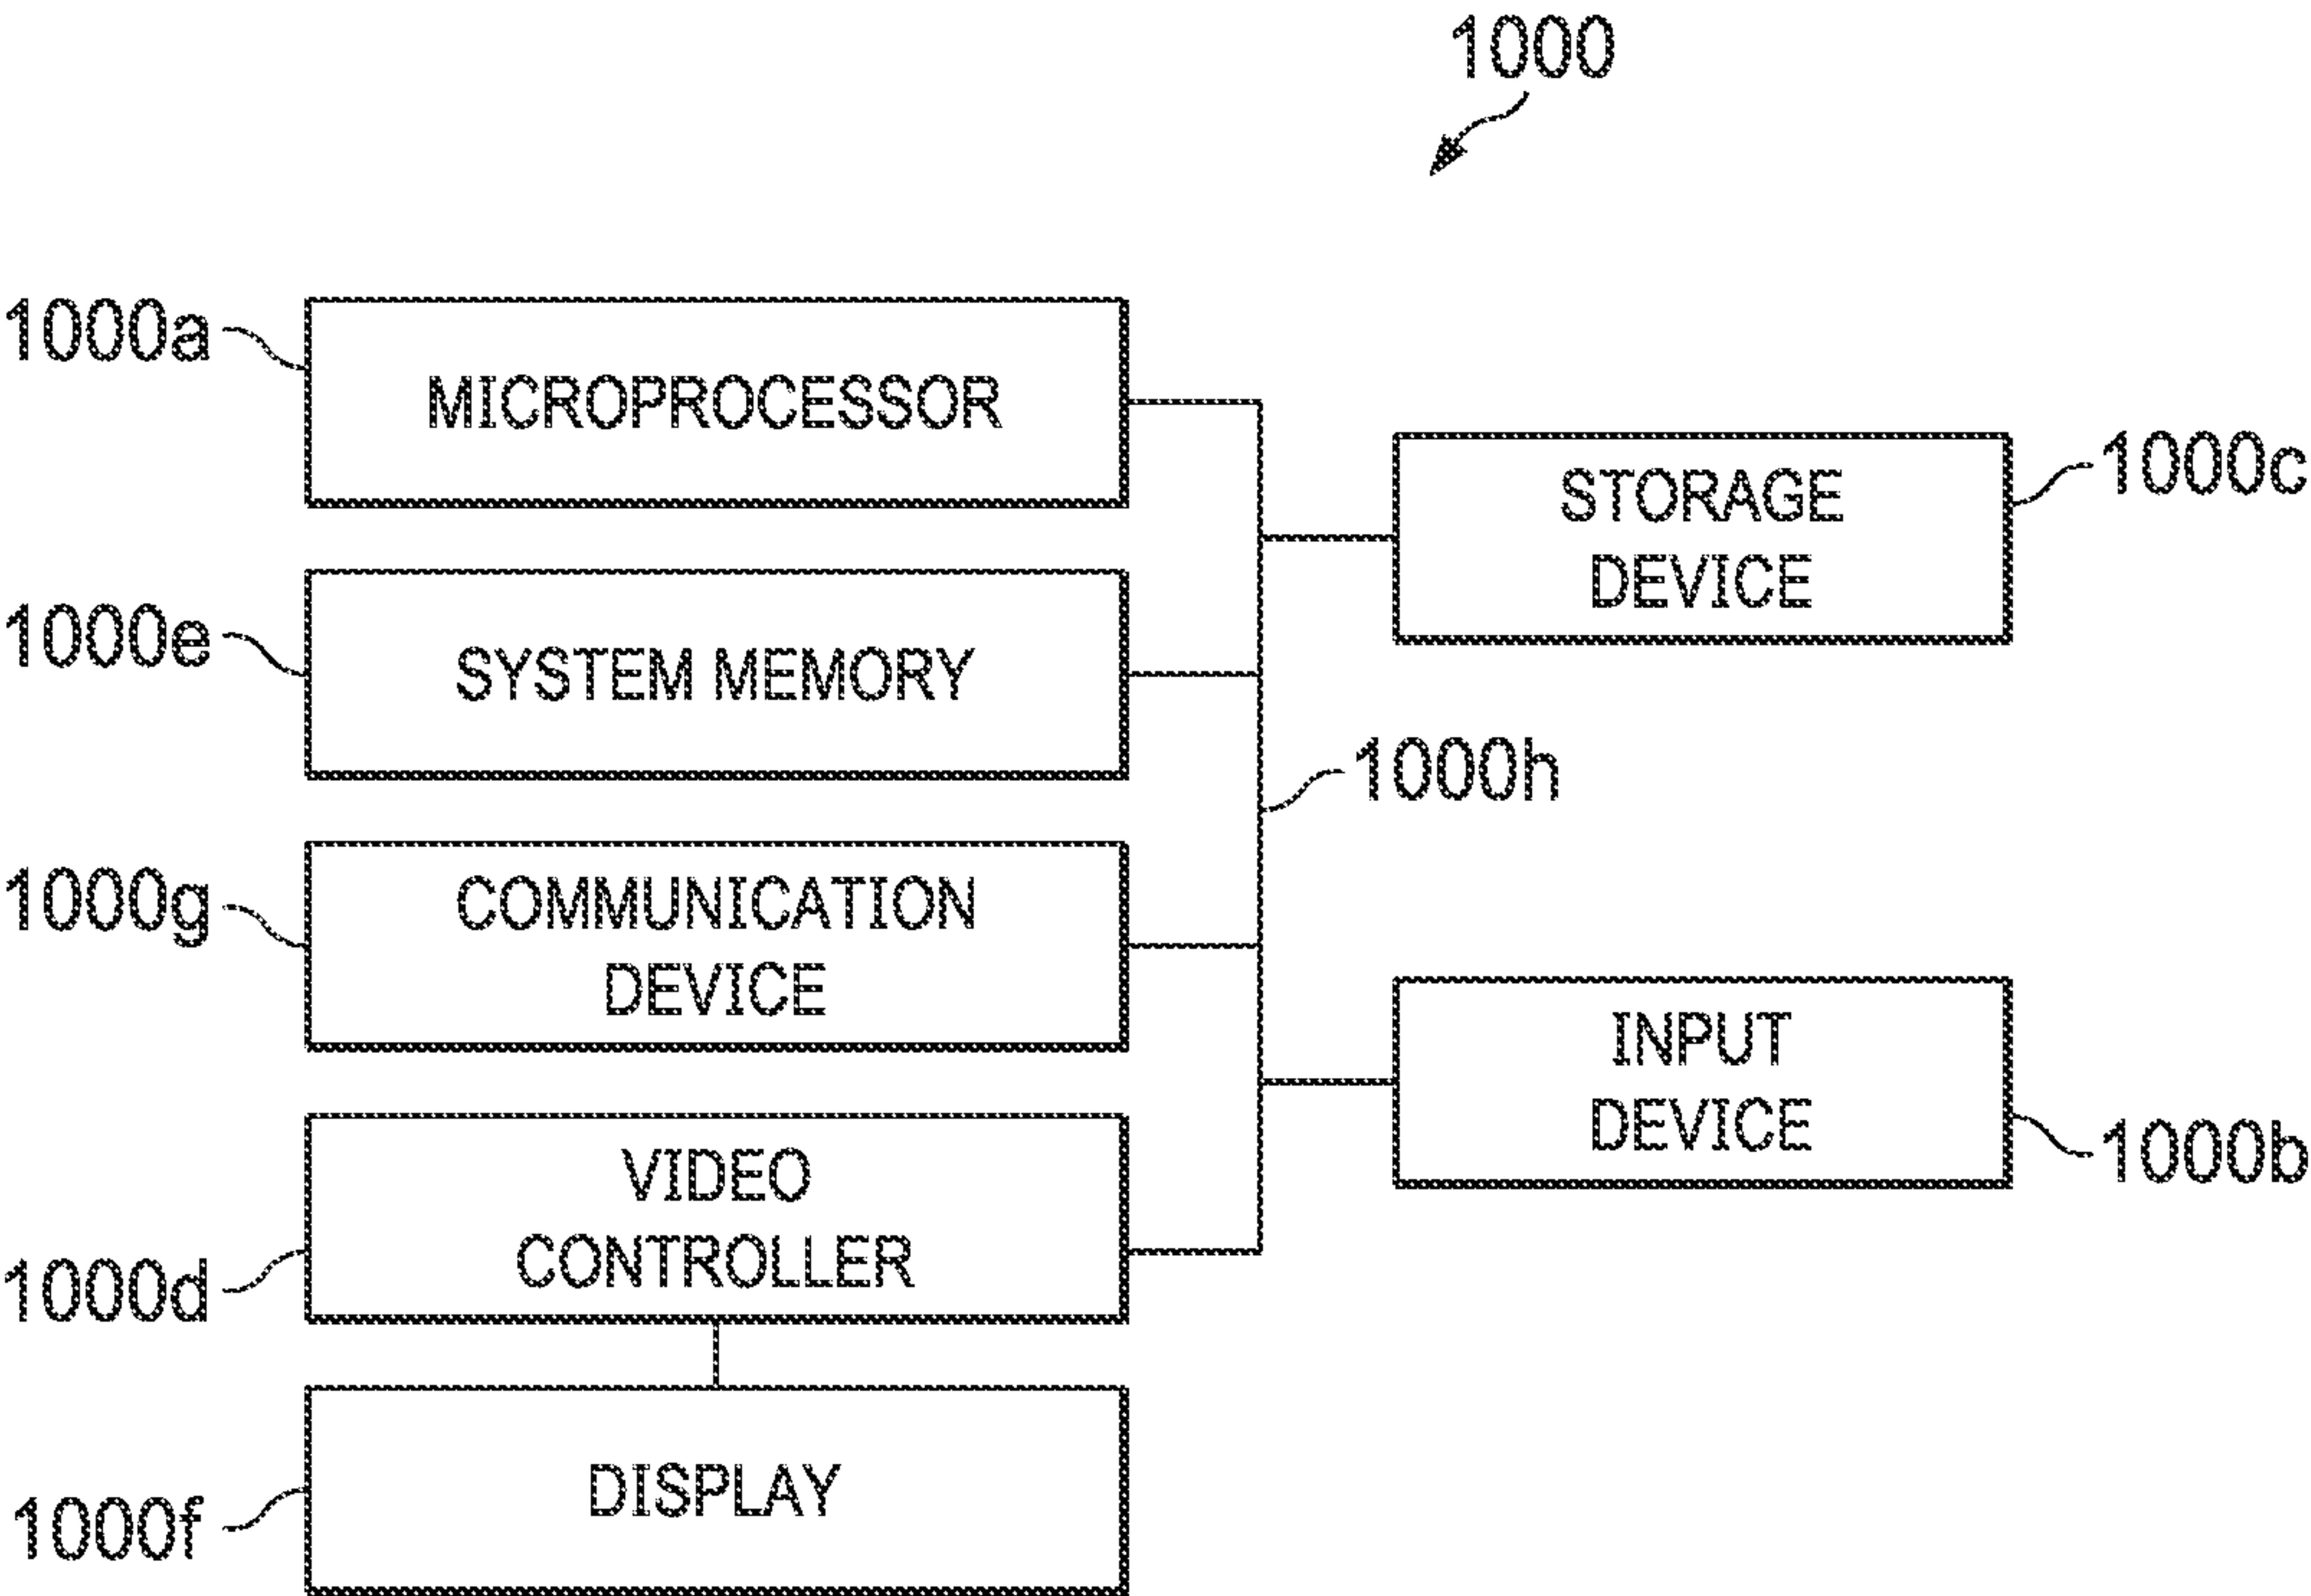 1000
1000a
MICROPROCESSOR
1000c
STORAGE
DEVICE
1000e
SYSTEM MEMORY
1000h
1000g
COMMUNICATION
DEVICE
INPUT
DEVICE
1000b
VIDEO
CONTROLLER
1000d
DISPLAY
1000f